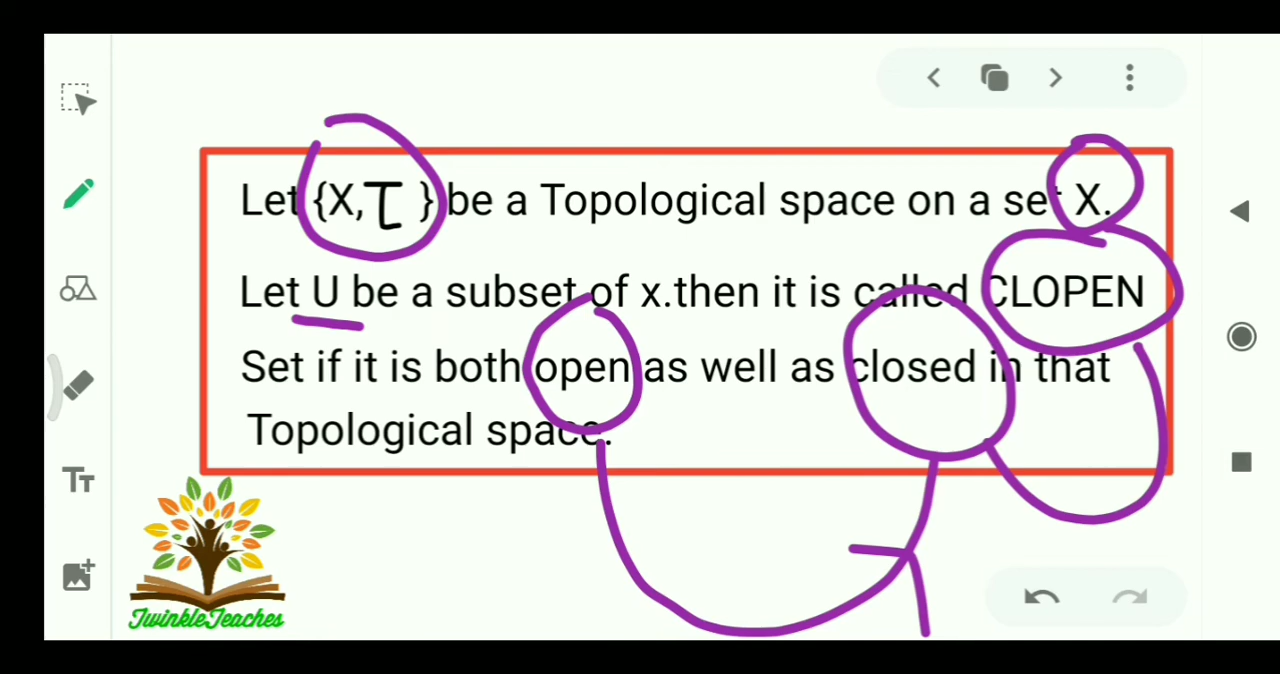 Let {X,τ } be a Topological space on a set X.
Let U be a subset of x.then it is called CLOPEN
Set if it is both open as well as closed in that
Topological space.
TT
TwinkleTeaches